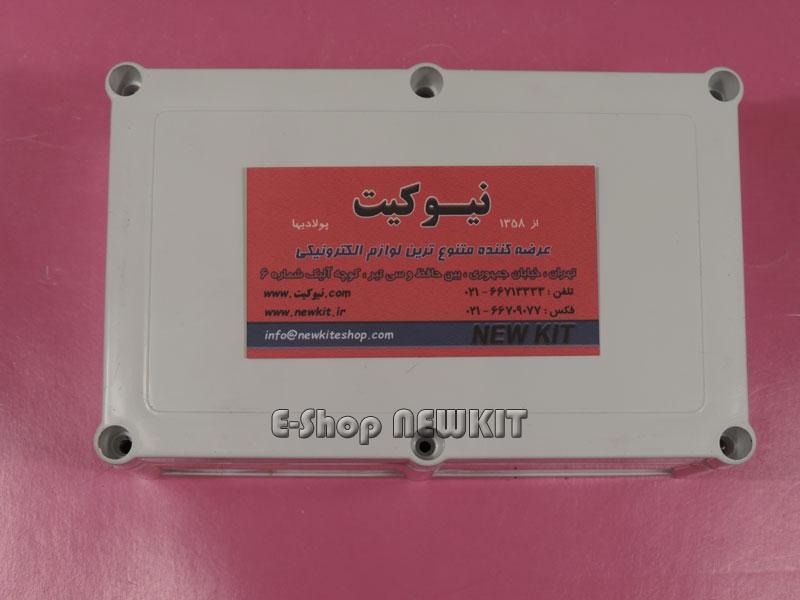 نیوکیت
از ۱۳۵۸
پولادیها
عرضه کننده متنوع ترین لوازم الکترونیکی
تهران ، خیابان جمهوری ، بین حافظ و سی تیر ، کوچه آلیک شماره ۶
تلفن : ۶۶۷۱۳۳۳۳ - ۰۲۱
www.نیوکیت.com
فکس : ۶۶۷۰۹۰۷۷ - ۰۲۱
www.newkit.ir
info@newkiteshop.com
NEW KIT
E-Shop NEWKIT